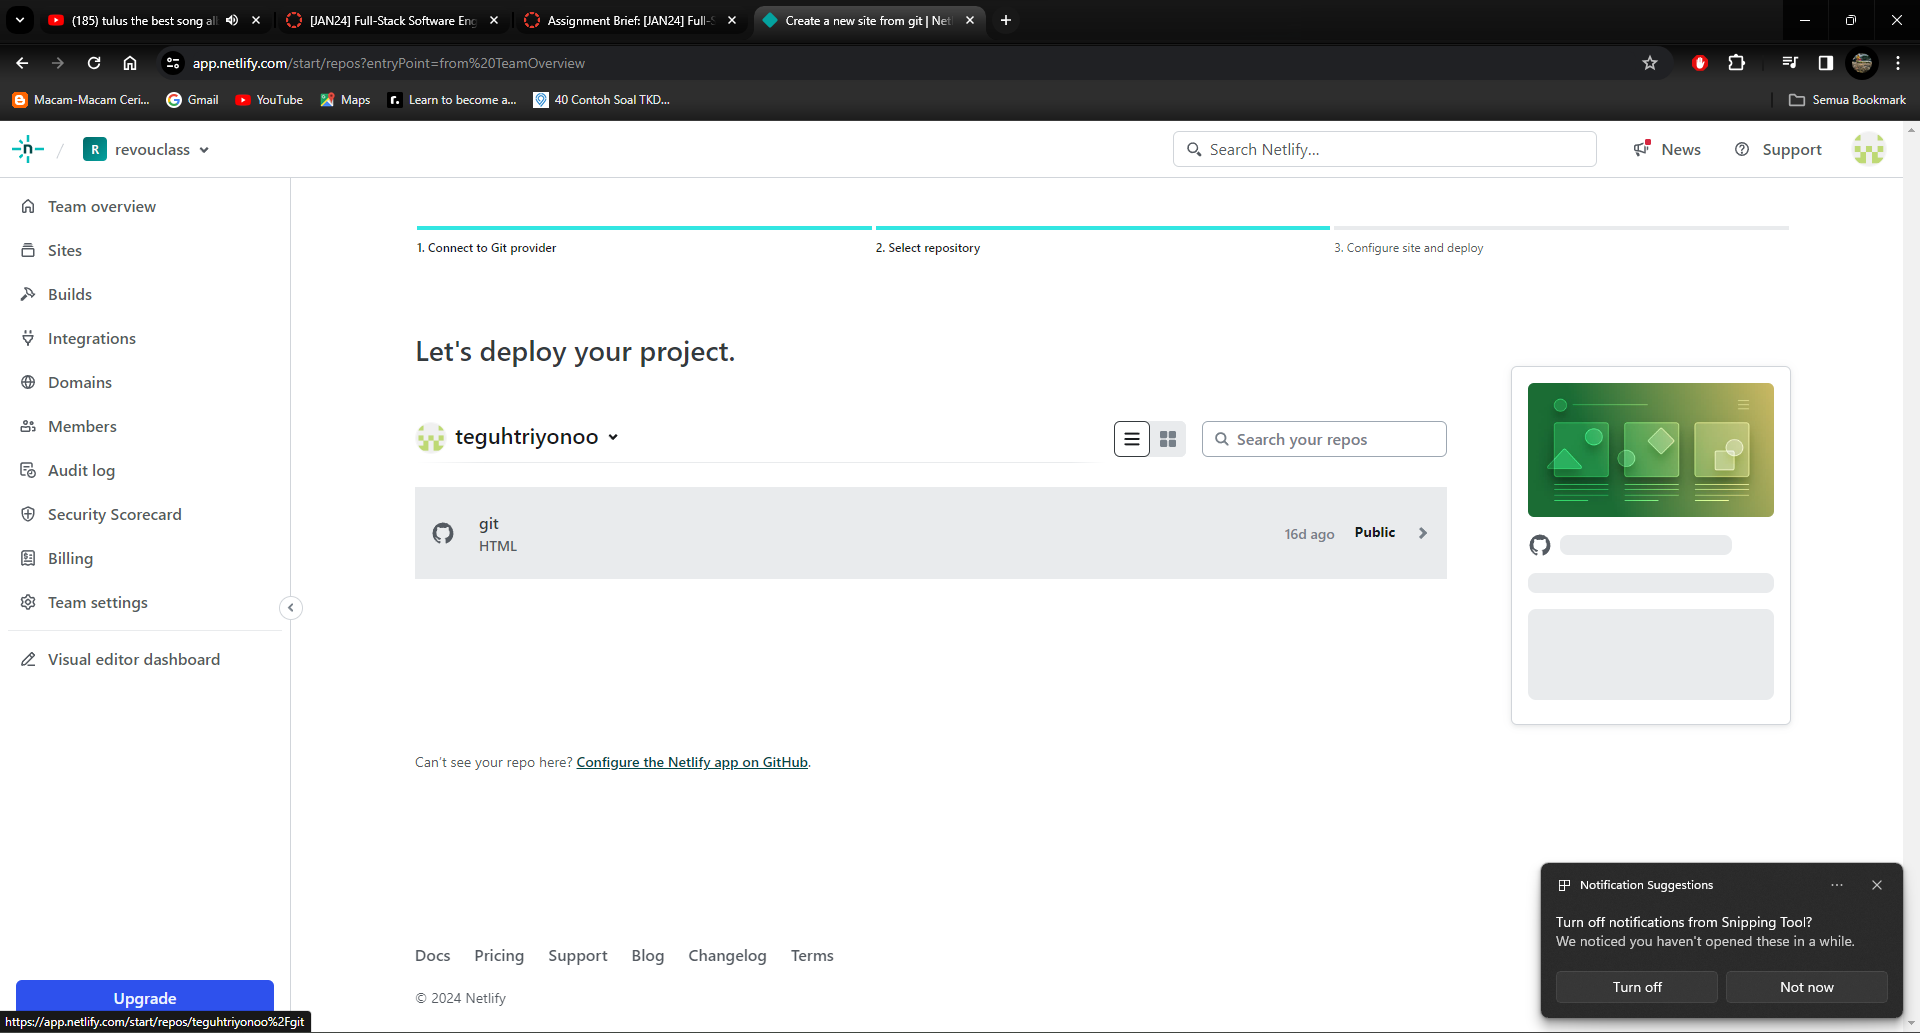 (185) tulus the best song al
[JAN24] Full-Stack Software Eng
Assignment Brief: [JAN24] Full-S
Create a new site from git | Netl
app.netlify.com/start/repos?entryPoint=from%20TeamOverview
Macam-Macam Ceri...
Gmail
YouTube
Maps
r.
Learn to become a...
40 Contoh Soal TKD...
Semua Bookmark
n
/
R
revouclass
Search Netlify...
News
Support
Team overview
Sites
Builds
Integrations
Domains
Members
Audit log
Security Scorecard
Billing
Team settings
Visual editor dashboard
Upgrade
https://app.netlify.com/start/repos/teguhtriyonoo%2Fgit
1. Connect to Git provider
2. Select repository
3. Configure site and deploy
Let's deploy your project.
teguhtriyonoo
Search your repos
git
HTML
16d ago
Public
Can't see your repo here? Configure the Netlify app on GitHub.
Docs
Pricing
Support
Blog
Changelog
Terms
© 2024 Netlify
Notification Suggestions
Turn off notifications from Snipping Tool?
We noticed you haven't opened these in a while.
Turn off
Not now